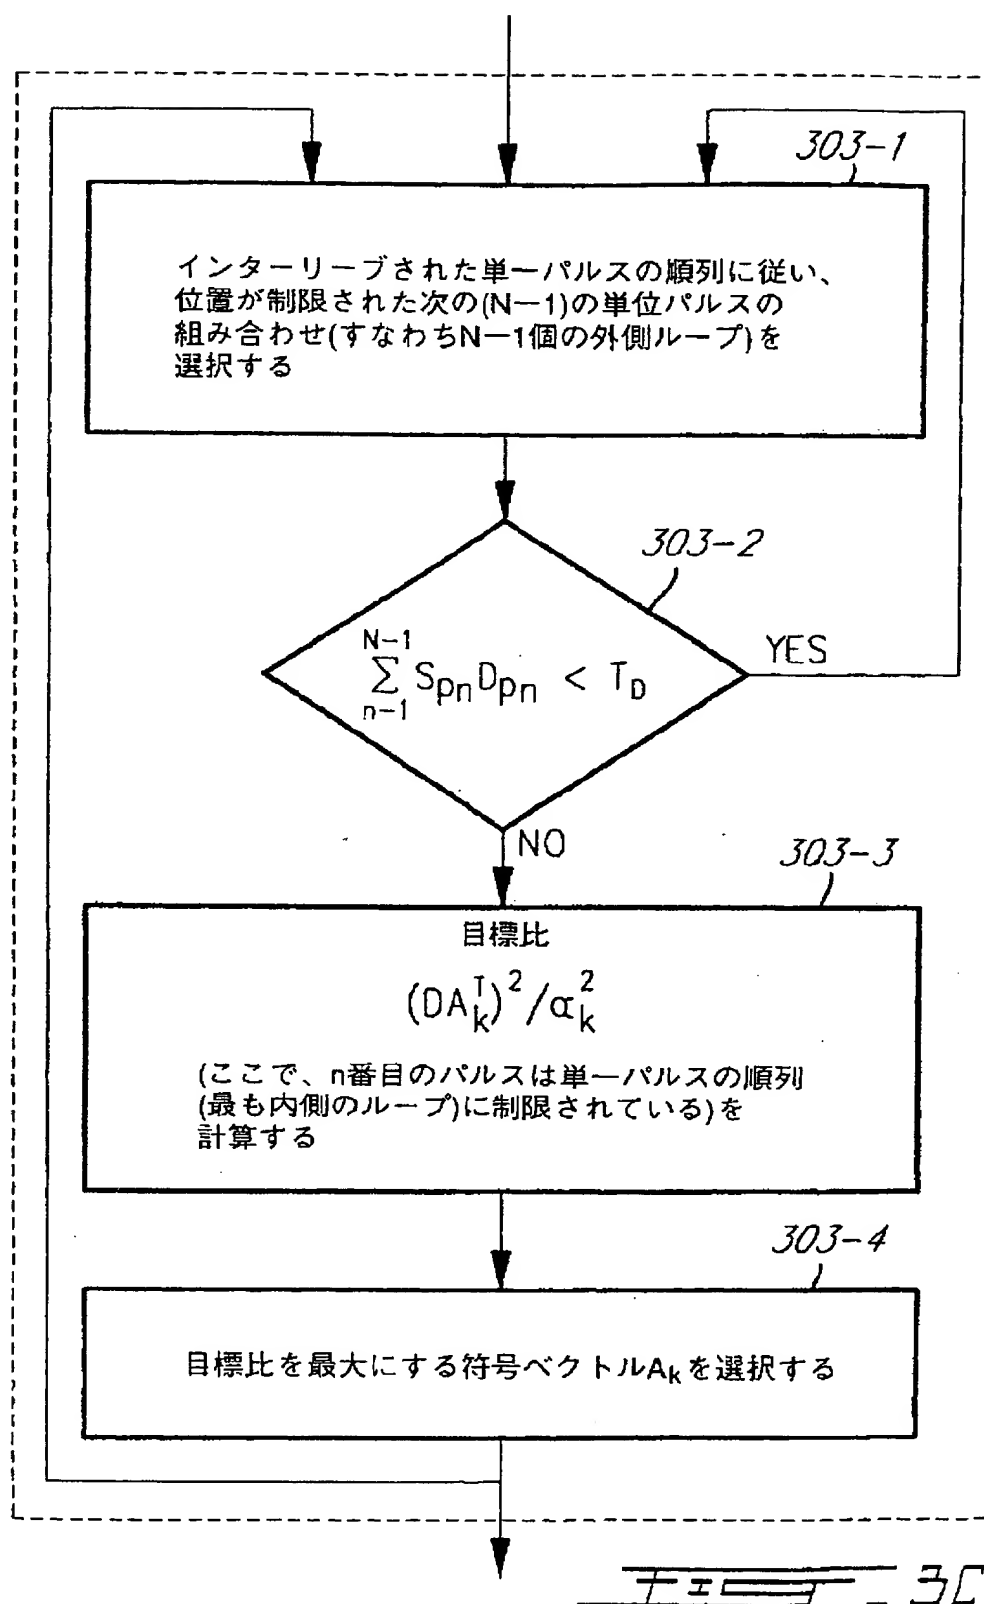 303-1
インターリーブされた単一パルスの順列に従い、
位置が制限された次の(N−1)の単位パルスの
組み合わせ(すなわちN−1個の外側ループ)を
選択する
303-2
N-1
∑ S_{pn} D_{pn} < T_D
n-1
YES
NO
303-3
目標比
(DA_k^T)^2/α_k^2
(ここで、n番目のパルスは単一パルスの順列
(最も内側のループ)に制限されている)を
計算する
303-4
目標比を最大にする符号ベクトルA_kを選択する
3C